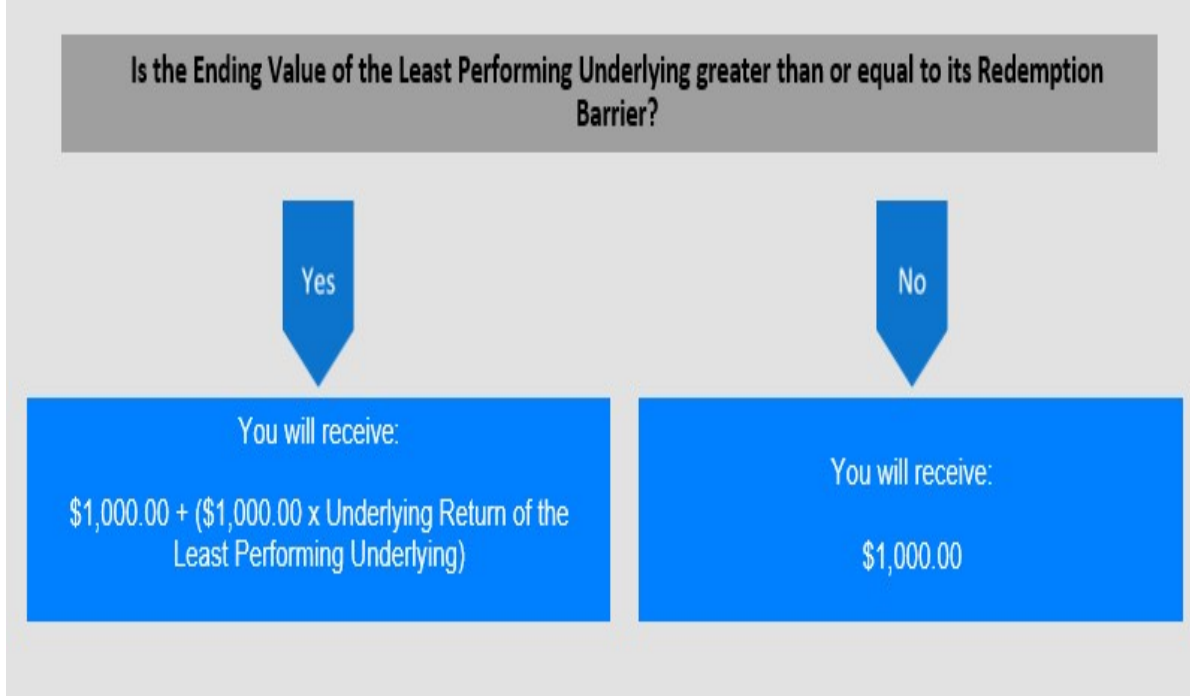 Is the Ending Value of the Least Performing Underlying greater than or equal to its Redemption
Barrier?
Yes
No
You will receive:
$1,000.00 + ($1,000.00 x Underlying Return of the
Least Performing Underlying)
You will receive:
$1,000.00